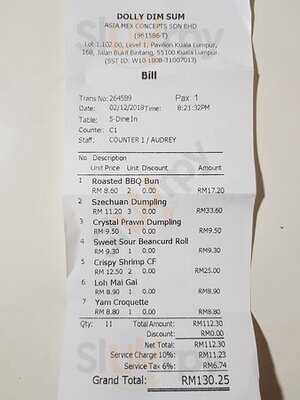 DOLLY DIM SUM
ASIA MEX CONCEPTS SDN BHD
(961586-T)
Lot 1.102.00, Level 1, Pavilion Kuala Lumpur,
168, Jalan Bukit Bintang, 55100 Kuala Lumpur.
(SST ID: W10-1808-31007013)
Bill
Trans No: 264589 Pax 1
Date: 02/12/2018 Time: 8:21:32PM
Table: 5-Dine In
Counter: C1
Staff: COUNTER 1 / AUDREY
No Description
Unit Price Unit Discount Amount
1 Roasted BBQ Bun
RM 8.60 2 0.00 RM17.20
2 Szechuan Dumpling
RM 11.20 3 0.00 RM33.60
3 Crystal Prawn Dumpling
RM 9.50 1 0.00 RM9.50
4 Sweet Sour Beancurd Roll
RM 9.30 1 0.00 RM9.30
5 Crispy Shrimp CF
RM 12.50 2 0.00 RM25.00
6 Loh Mai Gai
RM 8.90 1 0.00 RM8.90
7 Yam Croquette
RM 8.80 1 0.00 RM8.80
Qty: 11 Total Amount: RM112.30
Discount: RM0.00
Net Total: RM112.30
Service Charge 10%: RM11.23
Service Tax 6%: RM6.74
Grand Total: RM130.25